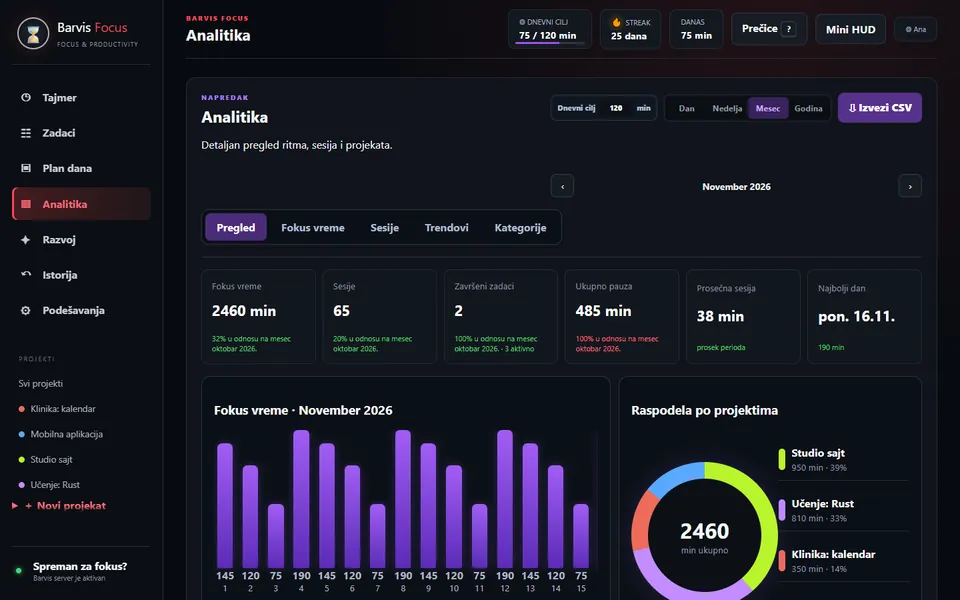 Barvis Focus
FOCUS & PRODUCTIVITY
Tajmer
Zadaci
Plan dana
Analitika
Razvoj
Istorija
Podešavanja
PROJEKTI
Svi projekti
Klinika: kalendar
Mobilna aplikacija
Studio sajt
Učenje: Rust
+ Novi projekat
Spreman za fokus?
Barvis server je aktivan
BARVIS FOCUS
Analitika
DNEVNI CILJ
75 / 120 min
STREAK
25 dana
DANAS
75 min
Prečice ?
Mini HUD
Ana
NAPREDAK
Analitika
Detaljan pregled ritma, sesija i projekata.
Dnevni cilj 120 min
Dan Nedelja Mesec Godina
⇩ Izvezi CSV
‹ November 2026 ›
Pregled Fokus vreme Sesije Trendovi Kategorije
Fokus vreme
2460 min
32% u odnosu na mesec
oktobar 2026.
Sesije
65
20% u odnosu na mesec
oktobar 2026.
Završeni zadaci
2
100% u odnosu na mesec
oktobar 2026. · 3 aktivno
Ukupno pauza
485 min
100% u odnosu na mesec
oktobar 2026.
Prosečna sesija
38 min
prosek perioda
Najbolji dan
pon. 16.11.
190 min
Fokus vreme · November 2026
145 120 75 190 145 120 75 190 145 120 75 190 145 120 75
1 2 3 4 5 6 7 8 9 10 11 12 13 14 15
Raspodela po projektima
2460
min ukupno
Studio sajt
950 min · 39%
Učenje: Rust
810 min · 33%
Klinika: kalendar
350 min · 14%